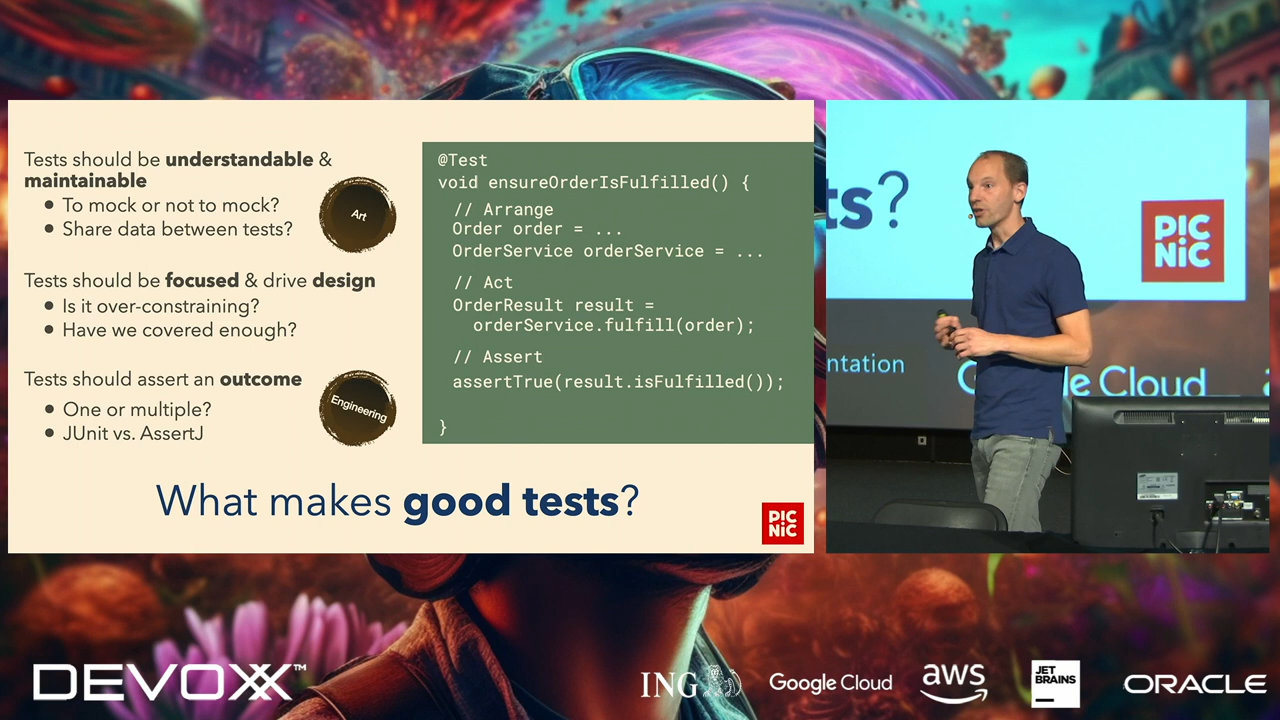 Tests should be understandable &
maintainable
• To mock or not to mock?
• Share data between tests?
Art
Tests should be focused & drive design
• Is it over-constraining?
• Have we covered enough?
Tests should assert an outcome
• One or multiple?
• JUnit vs. AssertJ
Engineering
@Test
void ensureOrderIsFulfilled() {
// Arrange
Order order = ...
OrderService orderService = ...
// Act
OrderResult result =
orderService.fulfill(order);
// Assert
assertTrue(result.isFulfilled());
}
What makes good tests?
PIC
NIC
ts?
PIC
NIC
ntation
Google Cloud
DEVOXX™
ING
Google Cloud
aws
JET
BRAINS
ORACLE